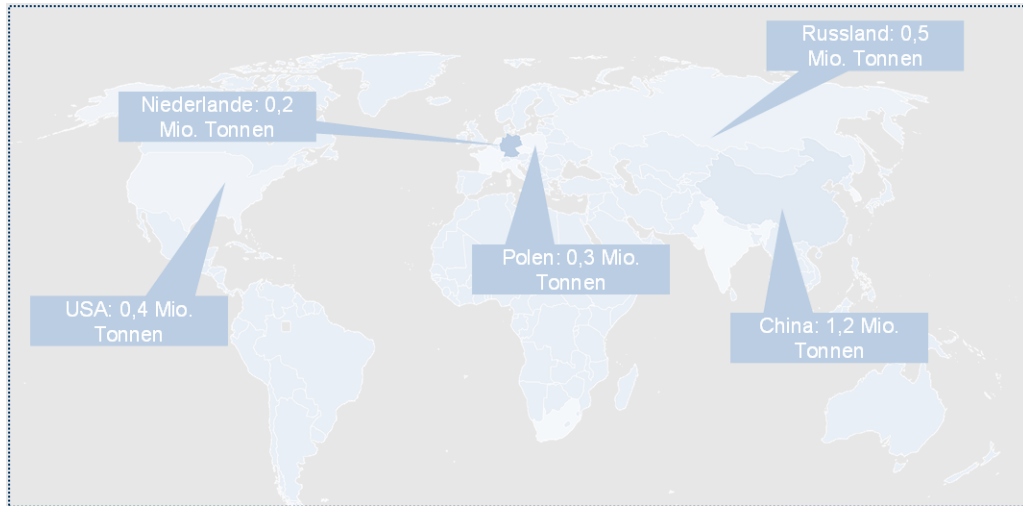 Russland: 0,5
Mio. Tonnen
Niederlande: 0,2
Mio. Tonnen
Polen: 0,3 Mio.
Tonnen
USA: 0,4 Mio.
Tonnen
China: 1,2 Mio.
Tonnen